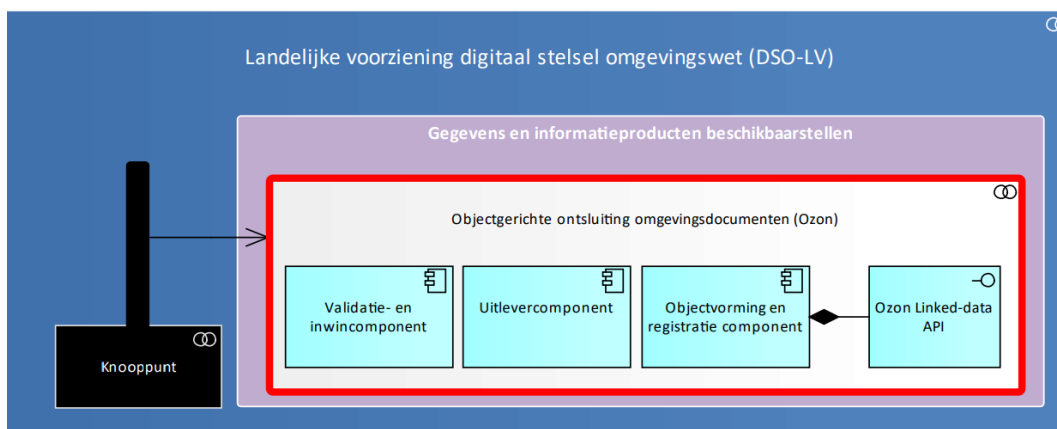 Landelijke voorziening digitaal stelsel omgevingswet (DSO-LV)
Gegevens en informatieproducten beschikbaarstellen
Objectgerichte ontsluiting omgevingsdocumenten (Ozon)
Validatie- en
inwincomponent
Uitlevercomponent
Objectvorming en
registratie component
Ozon Linked-data
API
Knooppunt